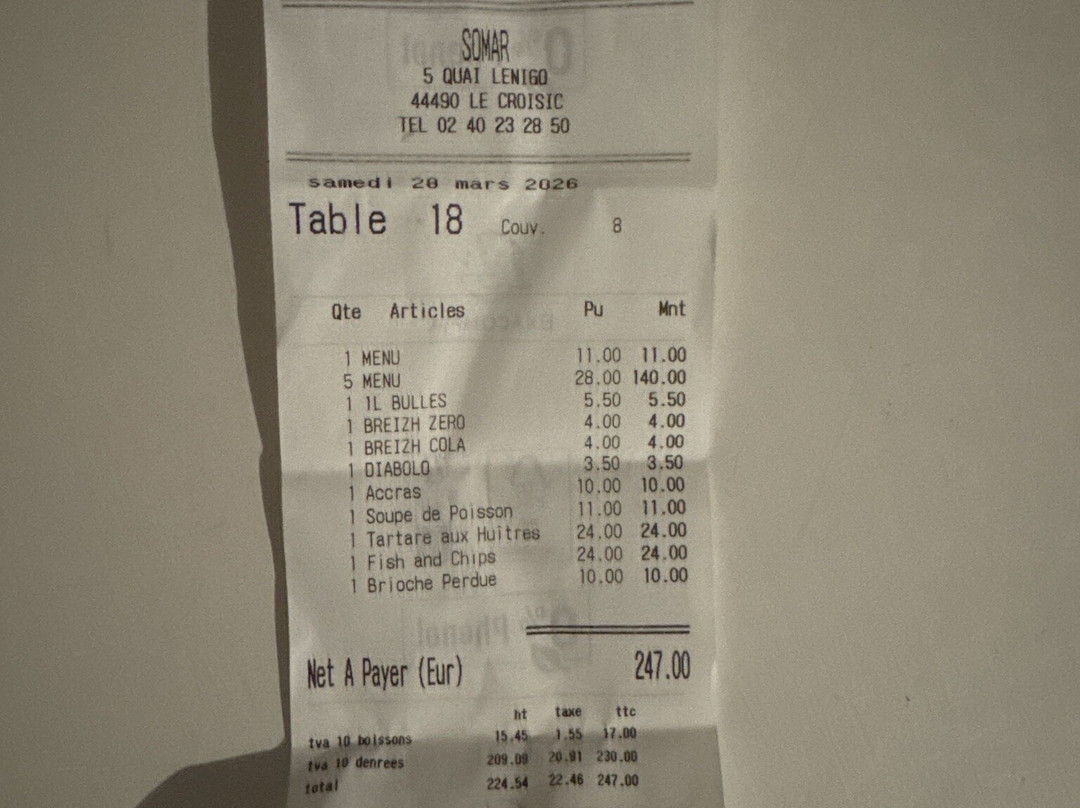 SOMAR
5 QUAI LENIGO
44490 LE CROISIC
TEL 02 40 23 28 50
samedi 28 mars 2026
Table 18 Couv. 8
Qte Articles Pu Mnt
1 MENU 11.00 11.00
5 MENU 28.00 140.00
1 1L BULLES 5.50 5.50
1 BREIZH ZERO 4.00 4.00
1 BREIZH COLA 4.00 4.00
1 DIABOLO 3.50 3.50
1 Accras 10.00 10.00
1 Soupe de Poisson 11.00 11.00
1 Tartare aux Huîtres 24.00 24.00
1 Fish and Chips 24.00 24.00
1 Brioche Perdue 10.00 10.00
Net A Payer (Eur) 247.00
ht taxe ttc
tva 10 boissons 15.45 1.55 17.00
tva 10 denrees 209.09 20.91 230.00
total 224.54 22.46 247.00